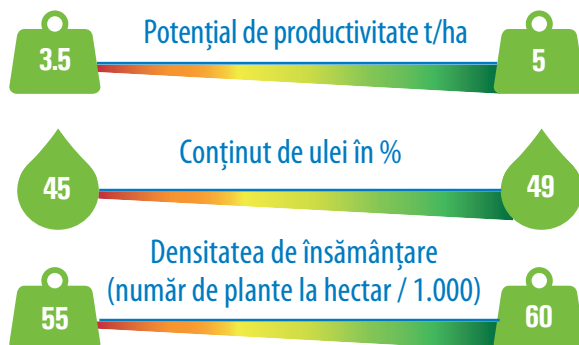 Potențial de productivitate t/ha
3.5 5
Conținut de ulei în %
45 49
Densitatea de însămânțare
(număr de plante la hectar / 1.000)
55 60